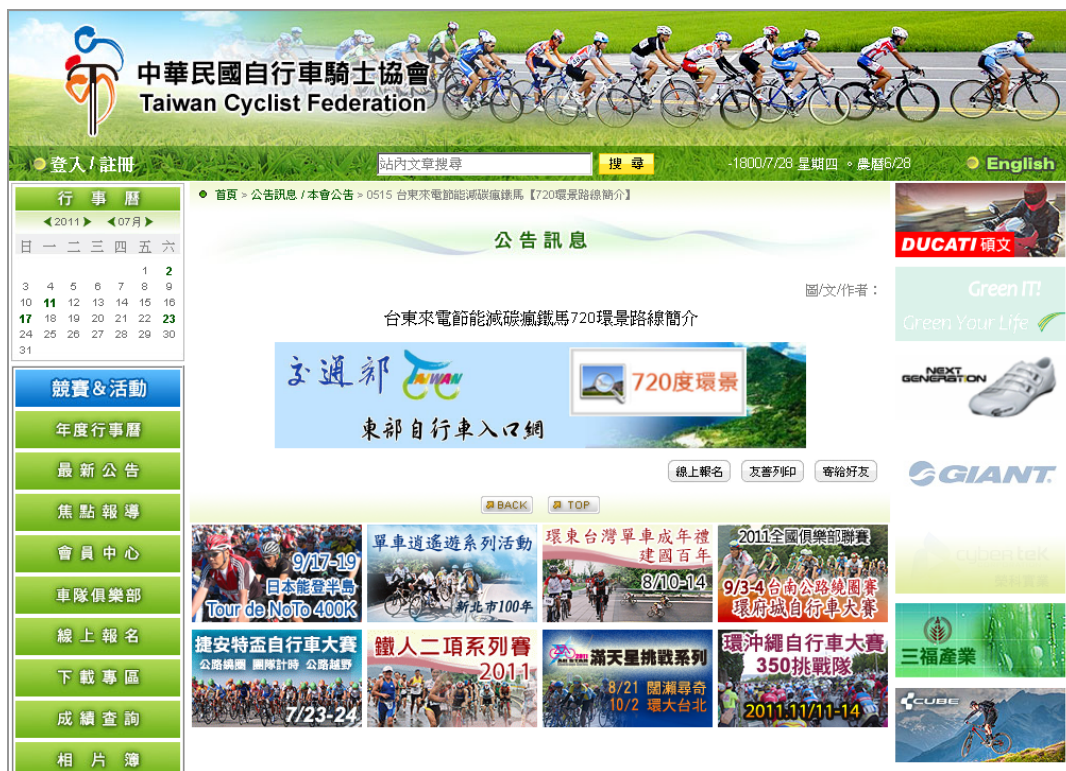 中華民國自行車騎士協會
Taiwan Cyclist Federation
登入 / 註冊
站內文章搜尋
搜 尋
-1800/7/28 星期四 。農曆6/28
English
行 事 曆
2011 07月
日 一 二 三 四 五 六
1 2
3 4 5 6 7 8 9
10 11 12 13 14 15 16
17 18 19 20 21 22 23
24 25 26 27 28 29 30
31
競賽&活動
年度行事曆
最 新 公 告
焦 點 報 導
會 員 中 心
車隊俱樂部
線 上 報 名
下 載 專 區
成 績 查 詢
相 片 簿
首頁 » 公告訊息 / 本會公告 » 0515 台東來電節能減碳瘋鐵馬【720環景路線簡介】
公 告 訊 息
圖/文/作者：
台東來電節能減碳瘋鐵馬720環景路線簡介
交通部 TAIWAN
720度環景
東部自行車入口網
線上報名
友善列印
寄給好友
BACK
TOP
9/17-19
日本能登半島
Tour de NoTo 400K
單車逍遙遊系列活動
新北市100年
環東台灣單車成年禮
建國百年
8/10-14
2011全國俱樂部聯賽
9/3-4台南公路繞圈賽
環府城自行車大賽
捷安特盃自行車大賽
公路繞圈 團隊計時 公路越野
7/23-24
鐵人二項系列賽
2011
滿天星挑戰系列
8/21 闊瀨尋奇
10/2 環大台北
環沖繩自行車大賽
350挑戰隊
2011.11/11-14
DUCATI 碩文
Green IT!
Green Your Life
NEXT
GENERATION
GIANT
cybertek
三福產業
CUBE